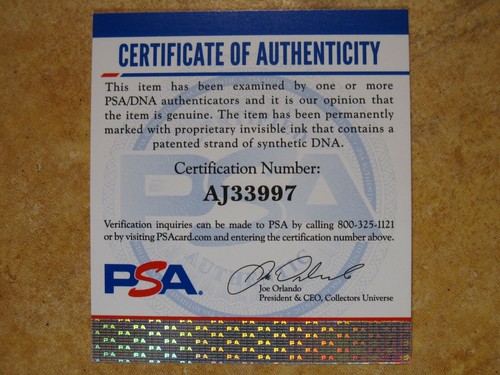 CERTIFICATE OF AUTHENTICITY
This item has been examined by one or more
PSA/DNA authenticators and it is our opinion that
the item is genuine. The item has been permanently
marked with proprietary invisible ink that contains a
patented strand of synthetic DNA.
Certification Number:
AJ33997
Verification inquiries can be made to PSA by calling 800-325-1121
or by visiting PSAcard.com and entering the certification number above.
PSA.
Joe Orlando
President & CEO, Collectors Universe